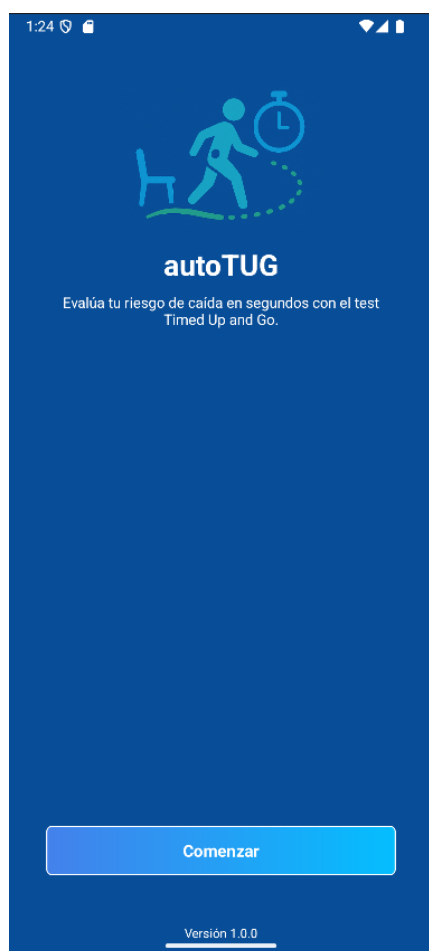 1:24
autoTUG
Evalúa tu riesgo de caída en segundos con el test
Timed Up and Go.
Comenzar
Versión 1.0.0